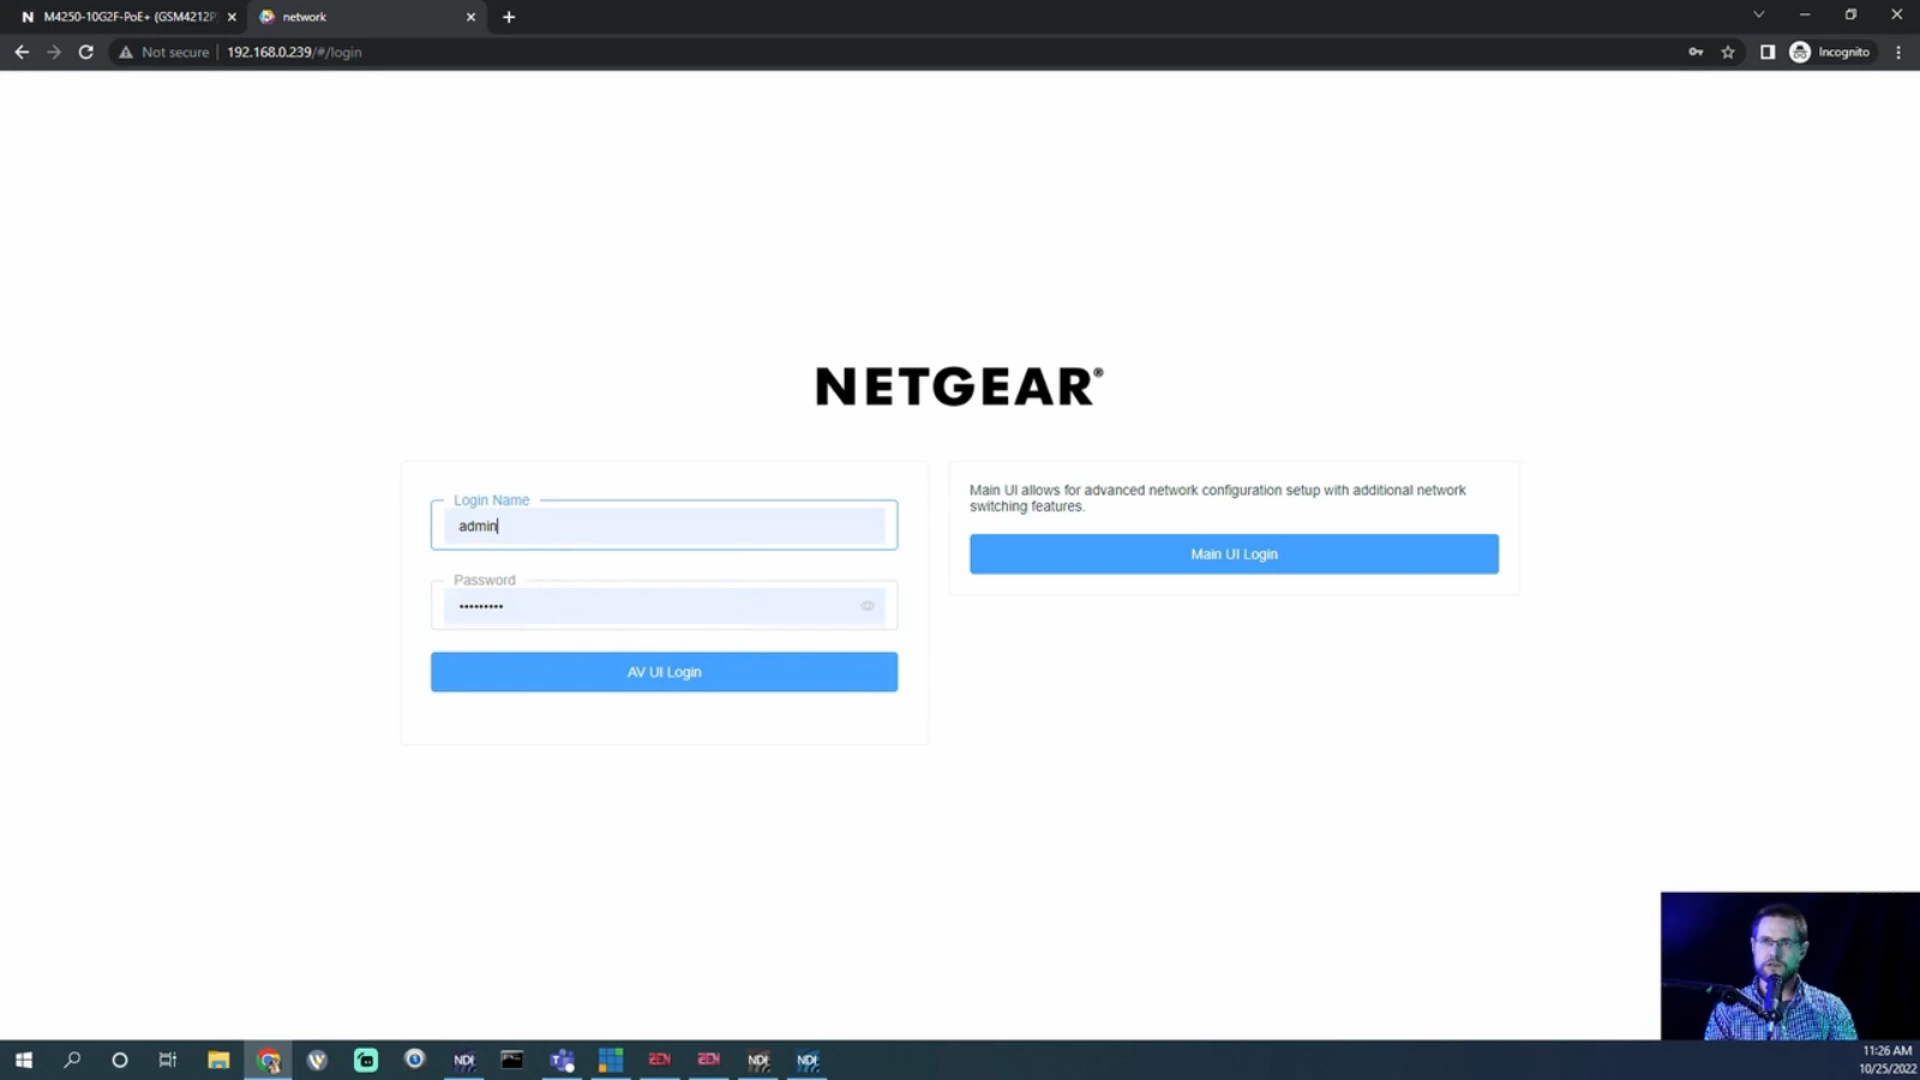 M4250-10G2F-PoE+ (GSM4212P
network
Not secure
192.168.0.239/#/login
Incognito
NETGEAR®
Login Name
admin
Password
•••••••••
AV UI Login
Main UI allows for advanced network configuration setup with additional network
switching features.
Main UI Login
NDI
ZEN
ZEN
NDI
NDI
11:26 AM
10/25/2022